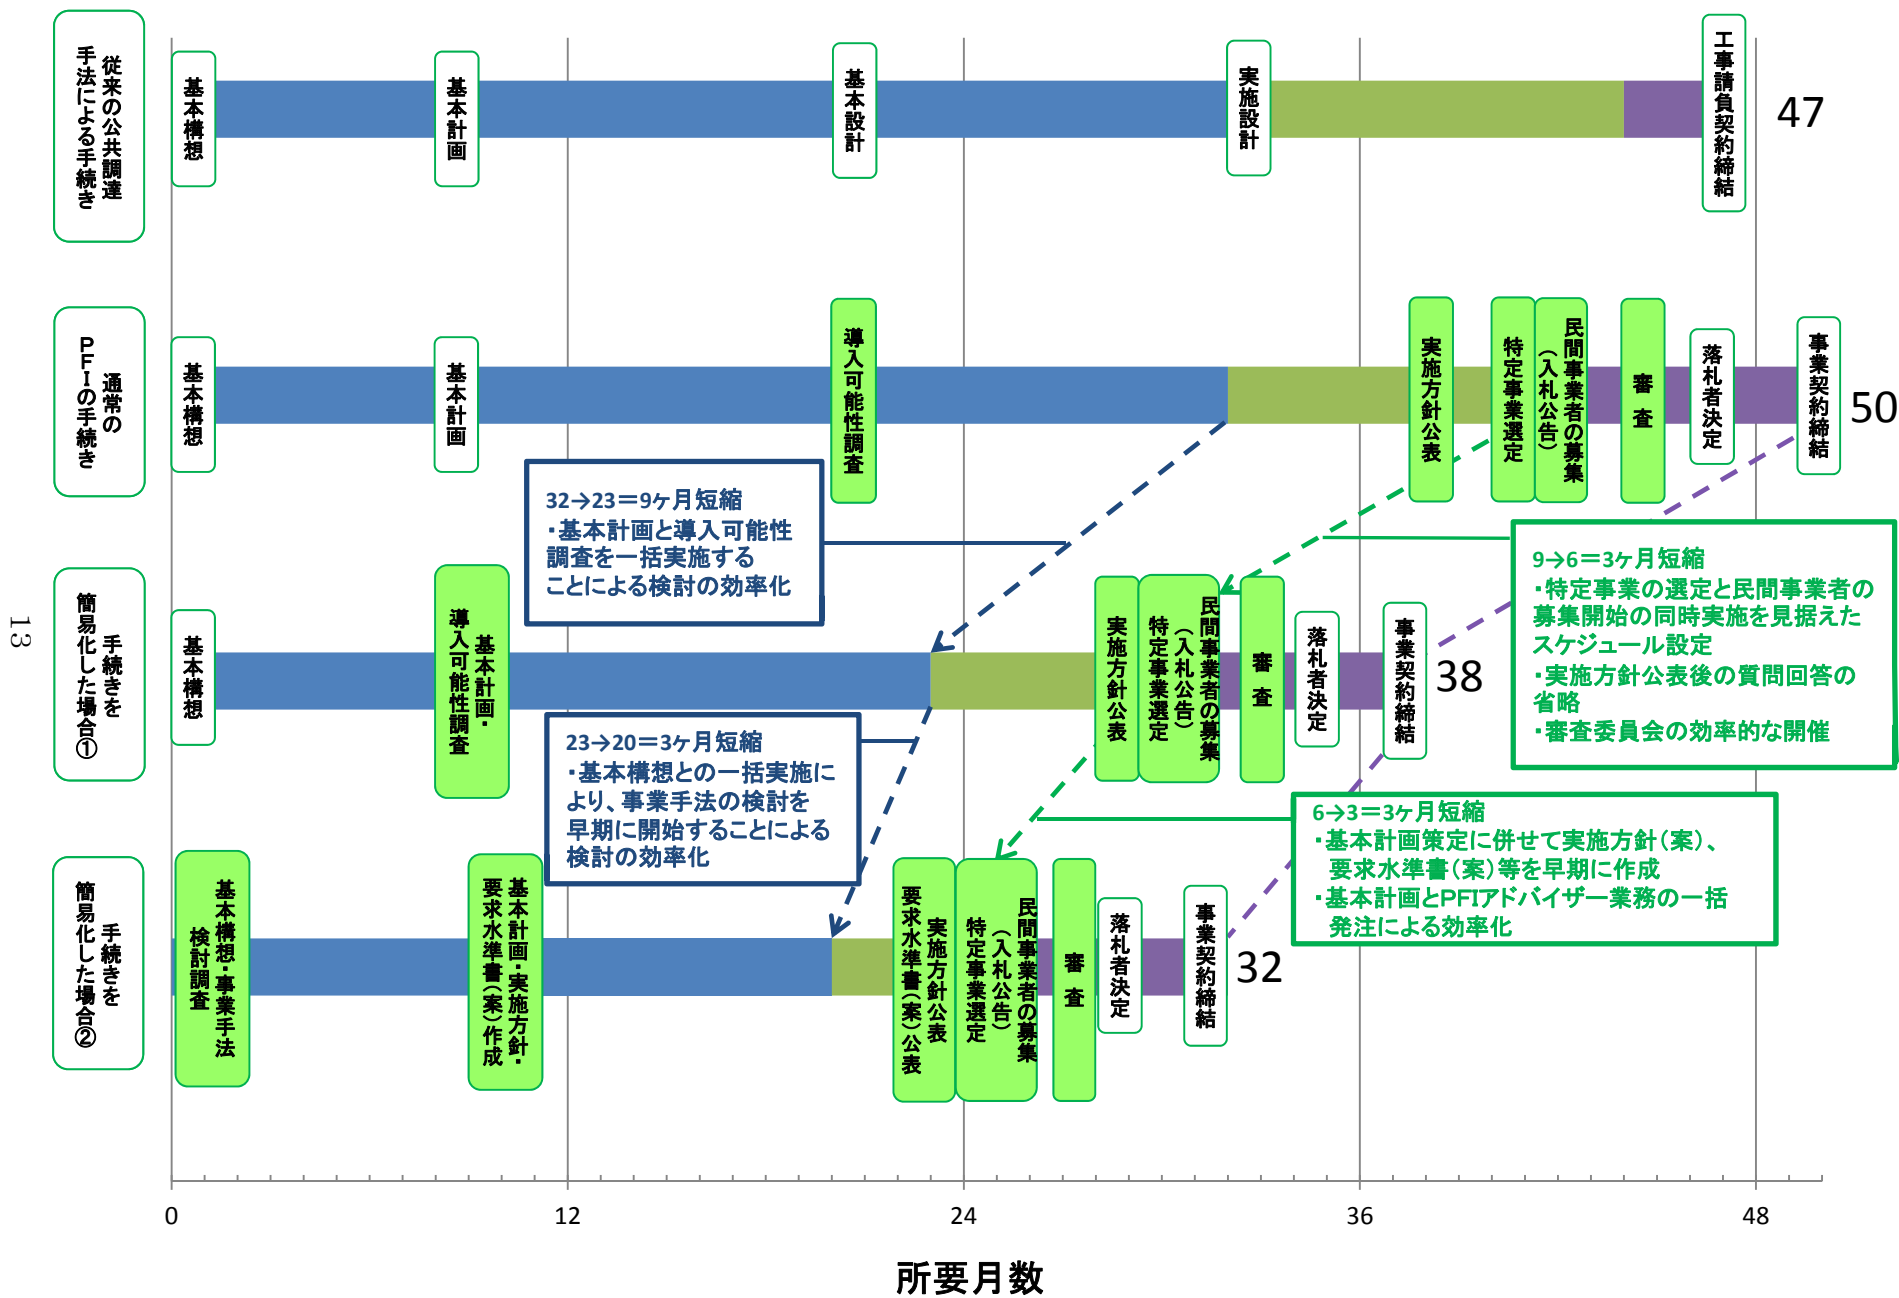 従来の公共調達
手法による手続き
基本構想
基本計画
基本設計
実施設計
工事請負契約締結
47
通常の
PFIの手続き
基本構想
基本計画
導入可能性調査
実施方針公表
特定事業選定
民間事業者の募集
（入札公告）
審査
落札者決定
事業契約締結
50
32→23＝9ヶ月短縮
・基本計画と導入可能性
調査を一括実施する
ことによる検討の効率化
9→6＝3ヶ月短縮
・特定事業の選定と民間事業者の
募集開始の同時実施を見据えた
スケジュール設定
・実施方針公表後の質問回答の
省略
・審査委員会の効率的な開催
手続きを
簡易化した場合①
基本構想
基本計画・
導入可能性調査
実施方針公表
民間事業者の募集
（入札公告）
特定事業選定
審査
落札者決定
事業契約締結
38
23→20＝3ヶ月短縮
・基本構想との一括実施に
より、事業手法の検討を
早期に開始することによる
検討の効率化
6→3＝3ヶ月短縮
・基本計画策定に併せて実施方針（案）、
要求水準書（案）等を早期に作成
・基本計画とPFIアドバイザー業務の一括
発注による効率化
手続きを
簡易化した場合②
基本構想・事業手法
検討調査
基本計画・実施方針・
要求水準書（案）作成
実施方針公表
要求水準書（案）公表
民間事業者の募集
（入札公告）
特定事業選定
審査
落札者決定
事業契約締結
32
0
12
24
36
48
所要月数
13